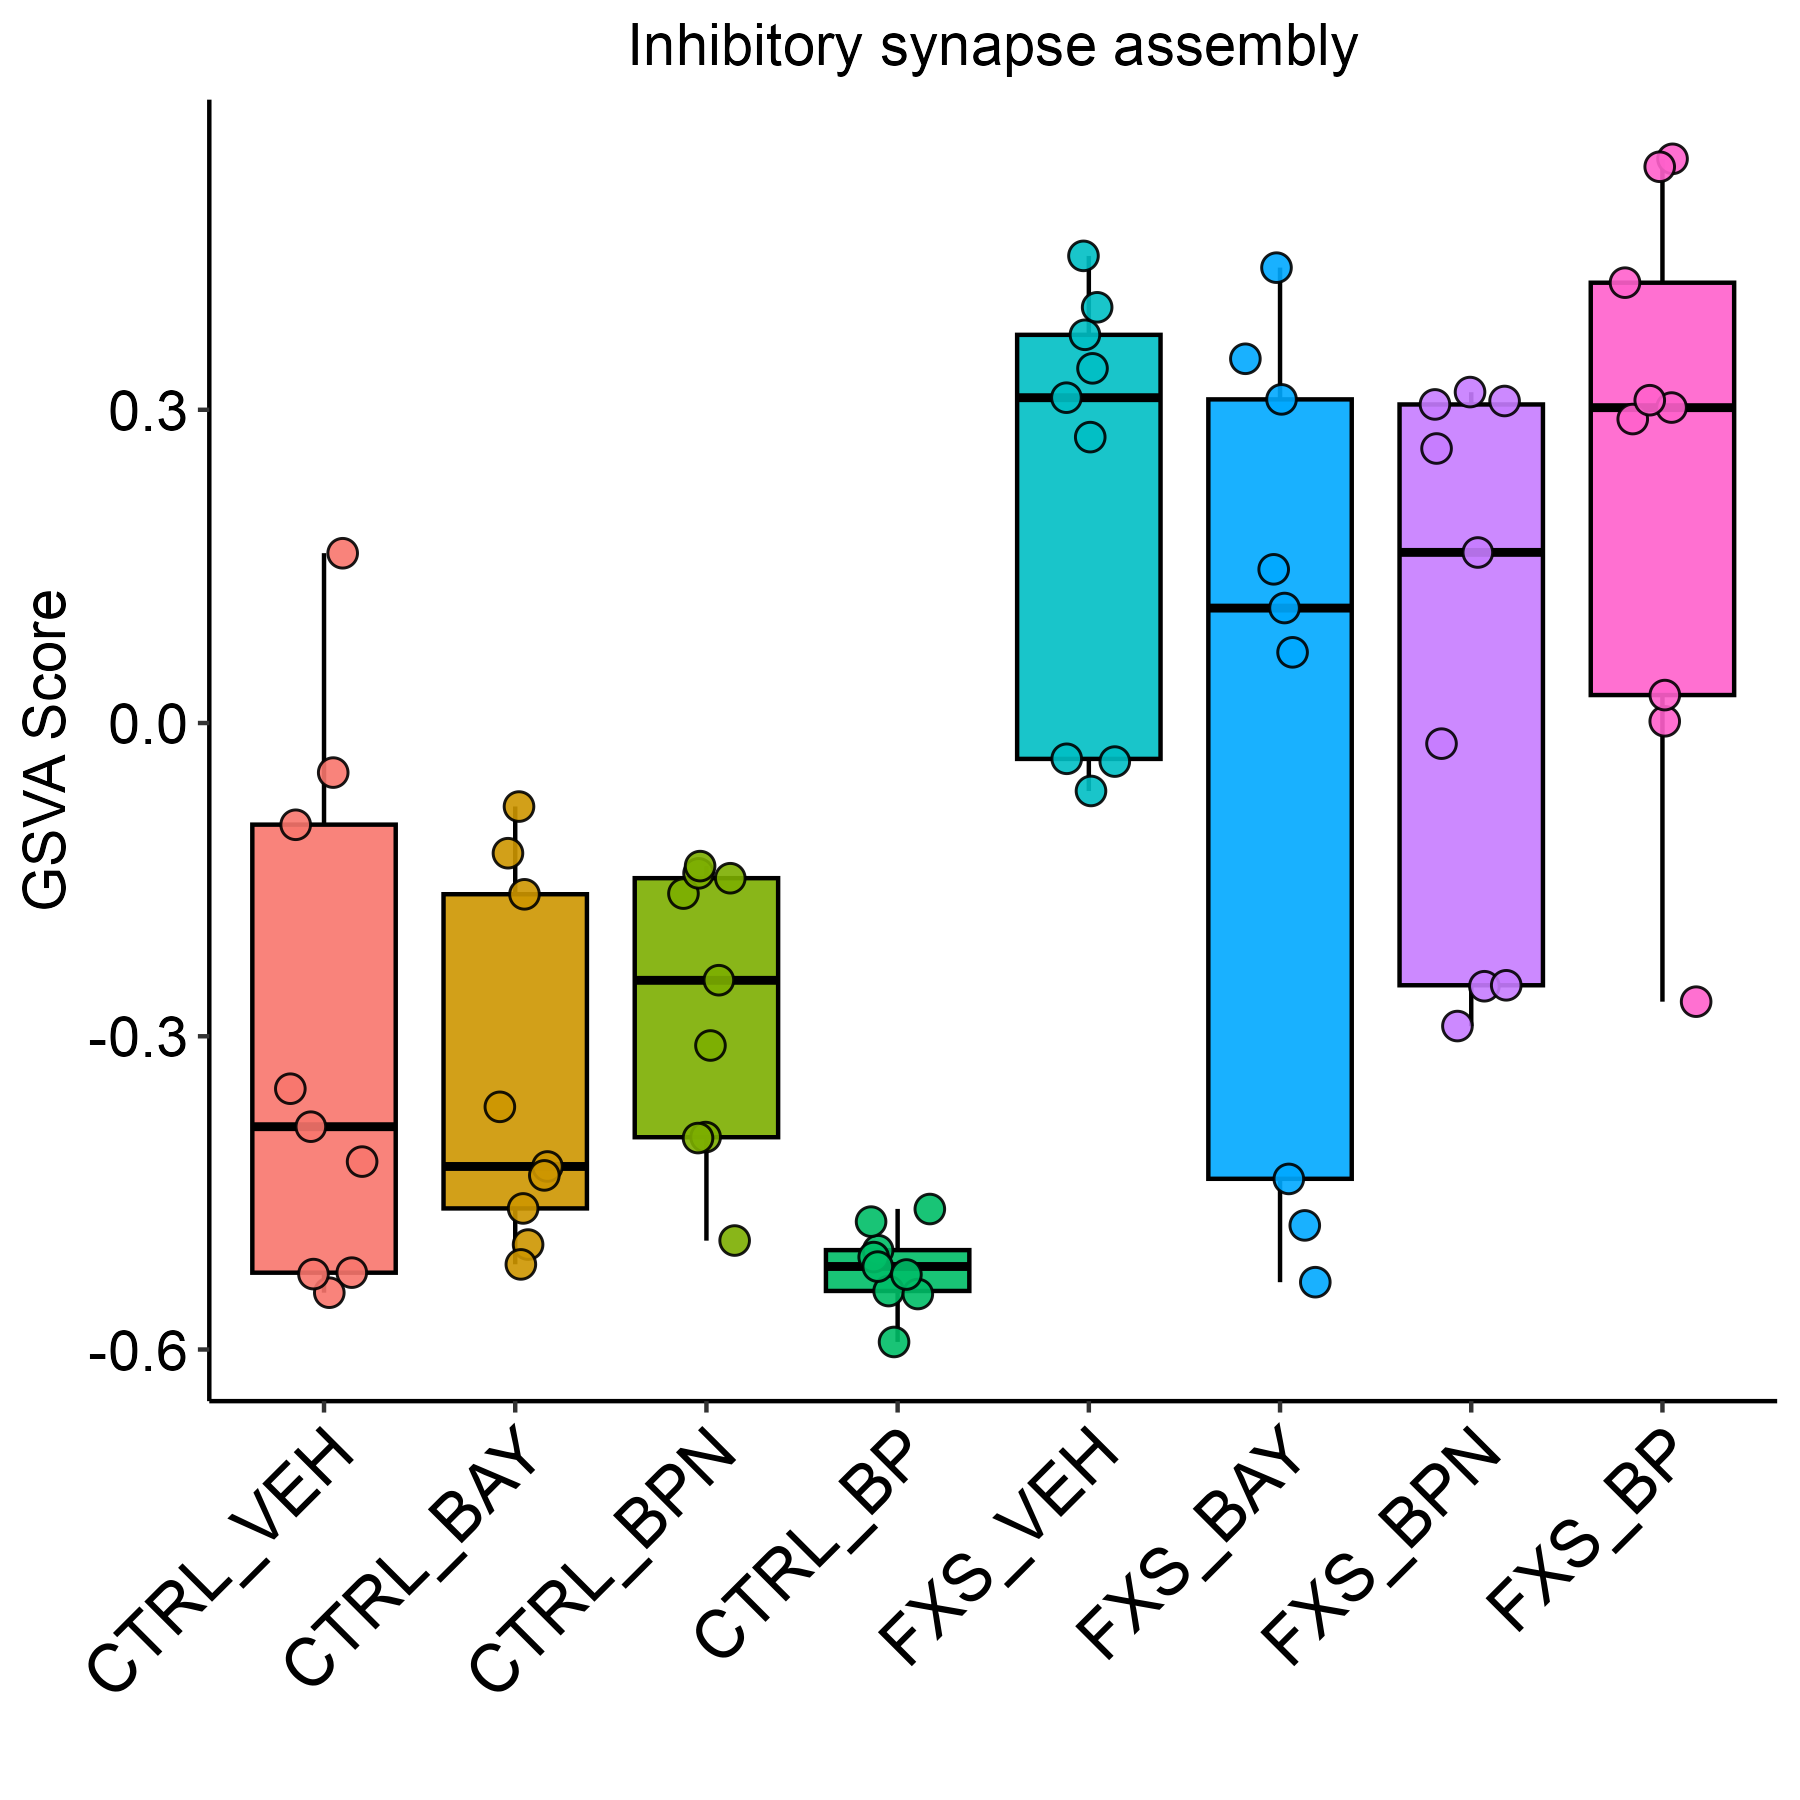 Inhibitory synapse assembly
GSVA Score
0.3
0.0
-0.3
-0.6
CTRL_VEH
CTRL_BAY
CTRL_BPN
CTRL_BP
FXS_VEH
FXS_BAY
FXS_BPN
FXS_BP